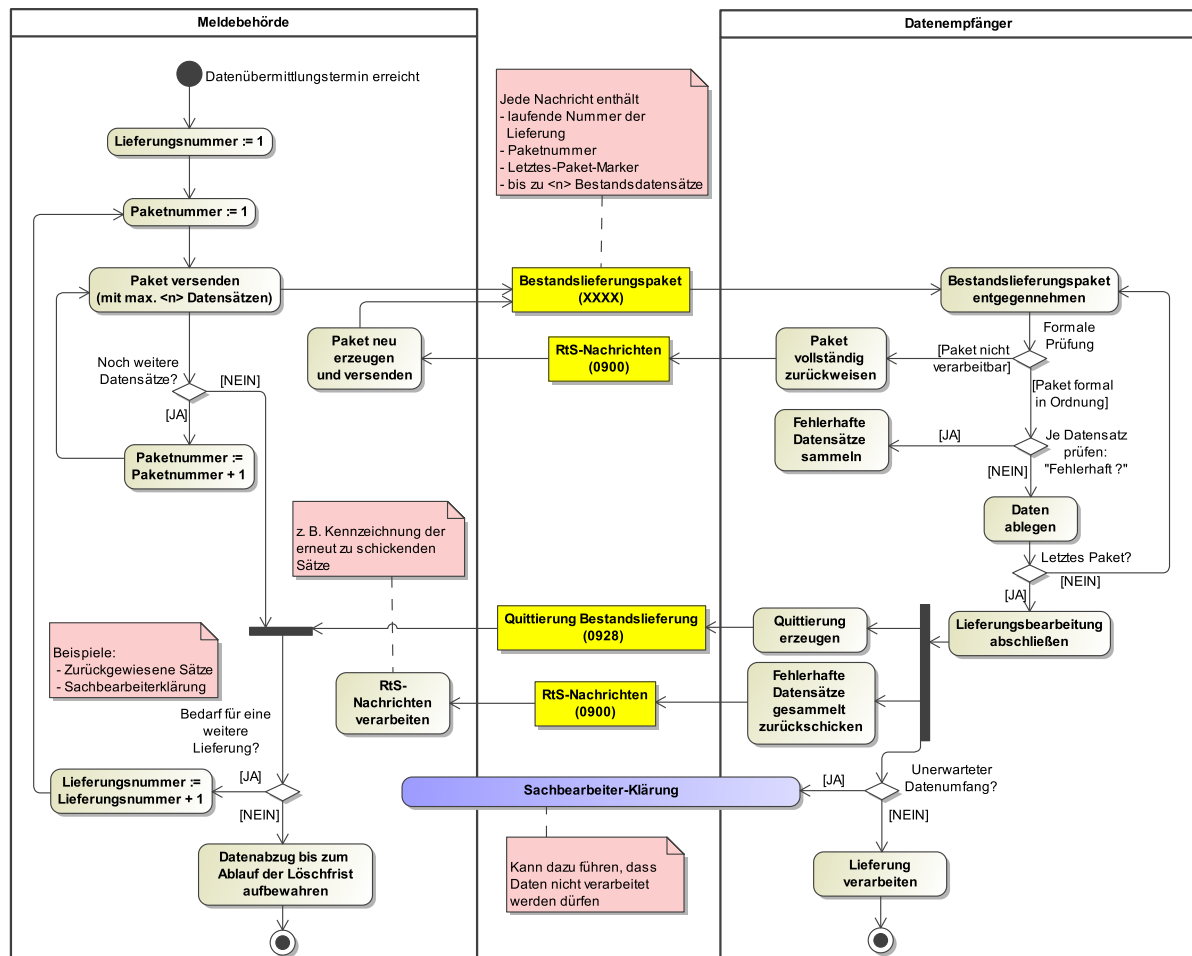 Meldebehörde
Datenempfänger
Datenübermittlungstermin erreicht
Lieferungsnummer := 1
Paketnummer := 1
Paket versenden
(mit max. <n> Datensätzen)
Noch weitere
Datensätze?
[NEIN]
[JA]
Paketnummer :=
Paketnummer + 1
Jede Nachricht enthält
- laufende Nummer der
Lieferung
- Paketnummer
- Letztes-Paket-Marker
- bis zu <n> Bestandsdatensätze
Bestandslieferungspaket
(XXXX)
Paket neu
erzeugen
und versenden
RtS-Nachrichten
(0900)
Paket
vollständig
zurückweisen
Bestandslieferungspaket
entgegennehmen
Formale
Prüfung
[Paket nicht
verarbeitbar]
[Paket formal
in Ordnung]
Fehlerhafte
Datensätze
sammeln
[JA]
Je Datensatz
prüfen:
"Fehlerhaft ?"
[NEIN]
Daten
ablegen
Letztes Paket?
[NEIN]
[JA]
z. B. Kennzeichnung der
erneut zu schickenden
Sätze
Quittierung Bestandslieferung
(0928)
Quittierung
erzeugen
Lieferungsbearbeitung
abschließen
Beispiele:
- Zurückgewiesene Sätze
- Sachbearbeiterklärung
RtS-
Nachrichten
verarbeiten
RtS-Nachrichten
(0900)
Fehlerhafte
Datensätze
gesammelt
zurückschicken
Bedarf für eine
weitere
Lieferung?
Lieferungsnummer :=
Lieferungsnummer + 1
[JA]
[NEIN]
Sachbearbeiter-Klärung
[JA]
Unerwarteter
Datenumfang?
[NEIN]
Datenabzug bis zum
Ablauf der Löschfrist
aufbewahren
Kann dazu führen, dass
Daten nicht verarbeitet
werden dürfen
Lieferung
verarbeiten